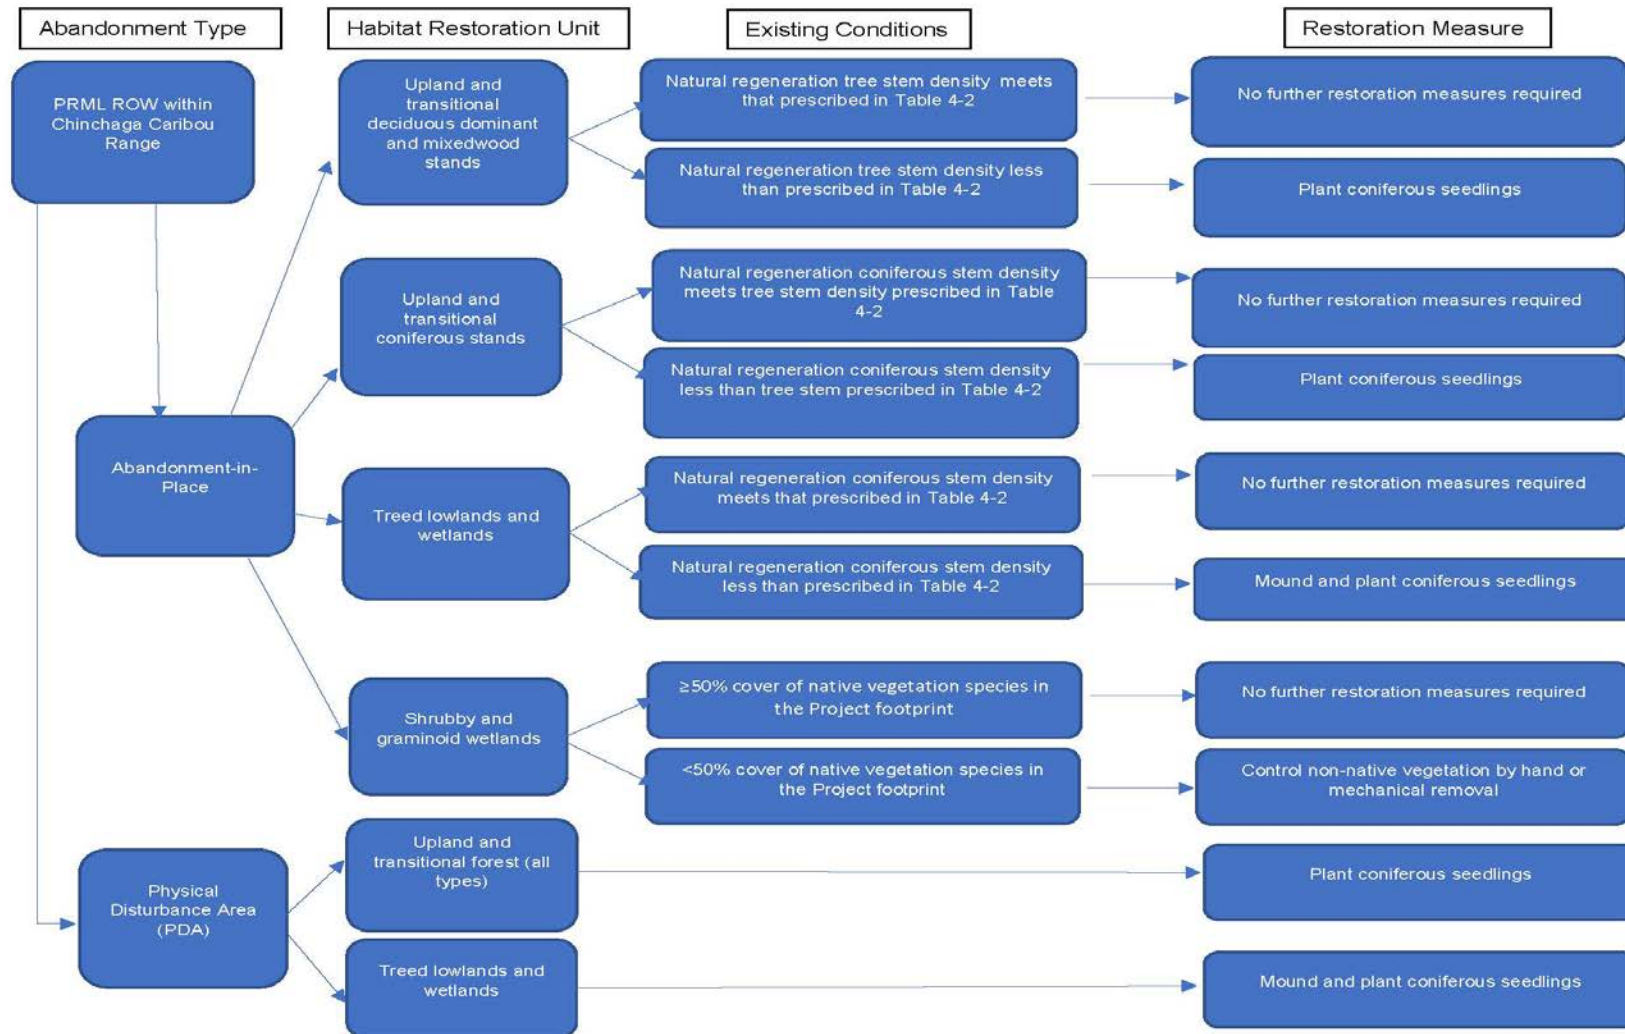 Abandonment Type
Habitat Restoration Unit
Existing Conditions
Restoration Measure
PRML ROW within
Chinchaga Caribou
Range
Upland and
transitional
deciduous dominant
and mixedwood
stands
Natural regeneration tree stem density meets
that prescribed in Table 4-2
No further restoration measures required
Natural regeneration tree stem density less
than prescribed in Table 4-2
Plant coniferous seedlings
Upland and
transitional
coniferous stands
Natural regeneration coniferous stem density
meets tree stem density prescribed in Table
4-2
No further restoration measures required
Natural regeneration coniferous stem density
less than tree stem prescribed in Table 4-2
Plant coniferous seedlings
Abandonment-in-
Place
Treed lowlands and
wetlands
Natural regeneration coniferous stem density
meets that prescribed in Table 4-2
No further restoration measures required
Natural regeneration coniferous stem density
less than prescribed in Table 4-2
Mound and plant coniferous seedlings
Shrubby and
graminoid wetlands
≥50% cover of native vegetation species in
the Project footprint
No further restoration measures required
<50% cover of native vegetation species in
the Project footprint
Control non-native vegetation by hand or
mechanical removal
Physical
Disturbance Area
(PDA)
Upland and
transitional forest (all
types)
Plant coniferous seedlings
Treed lowlands and
wetlands
Mound and plant coniferous seedlings